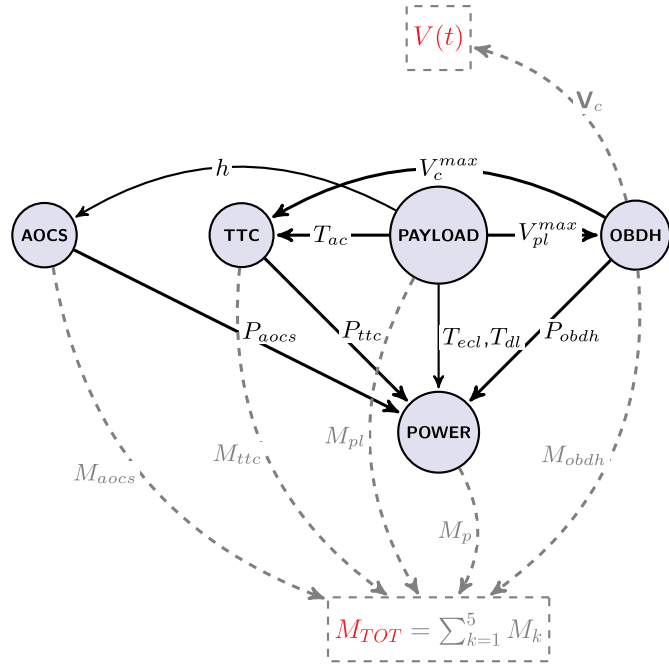 V(t)
V_c
h
V_c^{max}
AOCS
TTC
T_{ac}
PAYLOAD
V_{pl}^{max}
OBDH
P_{aocs}
P_{ttc}
T_{ecl},T_{dl}
P_{obdh}
POWER
M_{aocs}
M_{ttc}
M_{pl}
M_{obdh}
M_p
M_{TOT} = \sum_{k=1}^{5} M_k